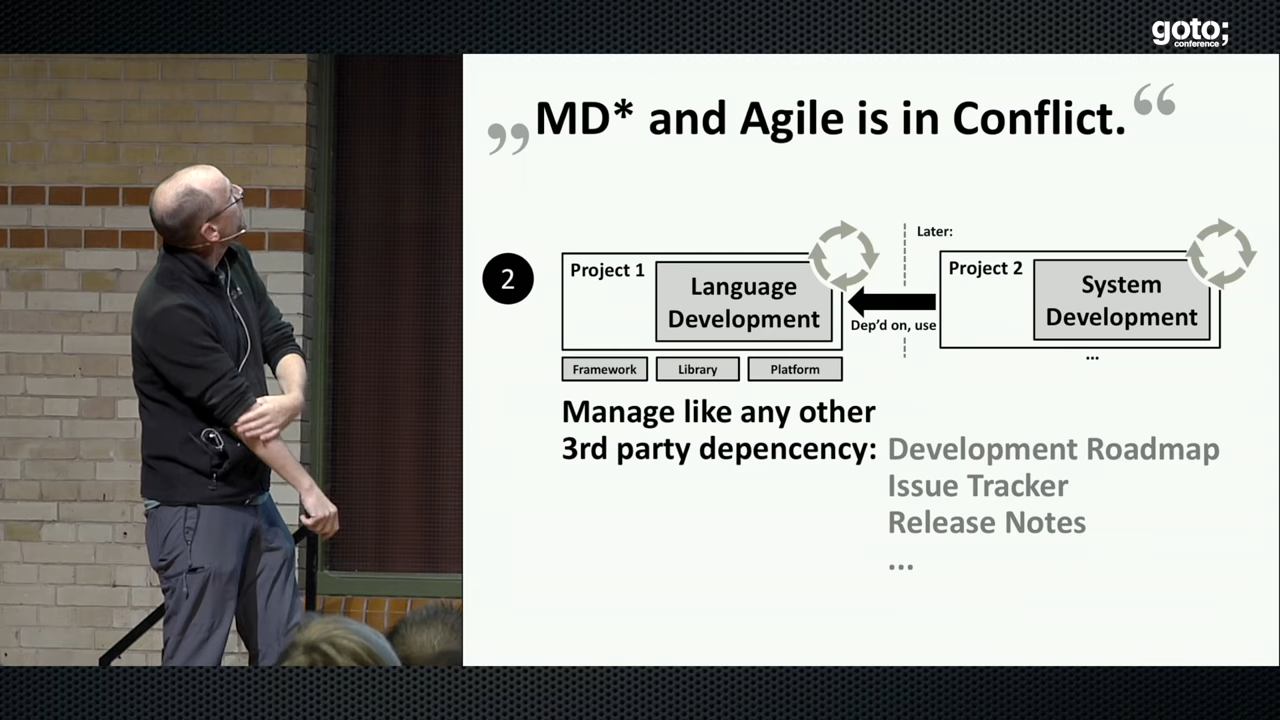 goto;
conference
„MD* and Agile is in Conflict.“
2
Project 1
Language
Development
Later:
Project 2
System
Development
Dep'd on, use
...
Framework
Library
Platform
Manage like any other
3rd party depencency: Development Roadmap
Issue Tracker
Release Notes
...